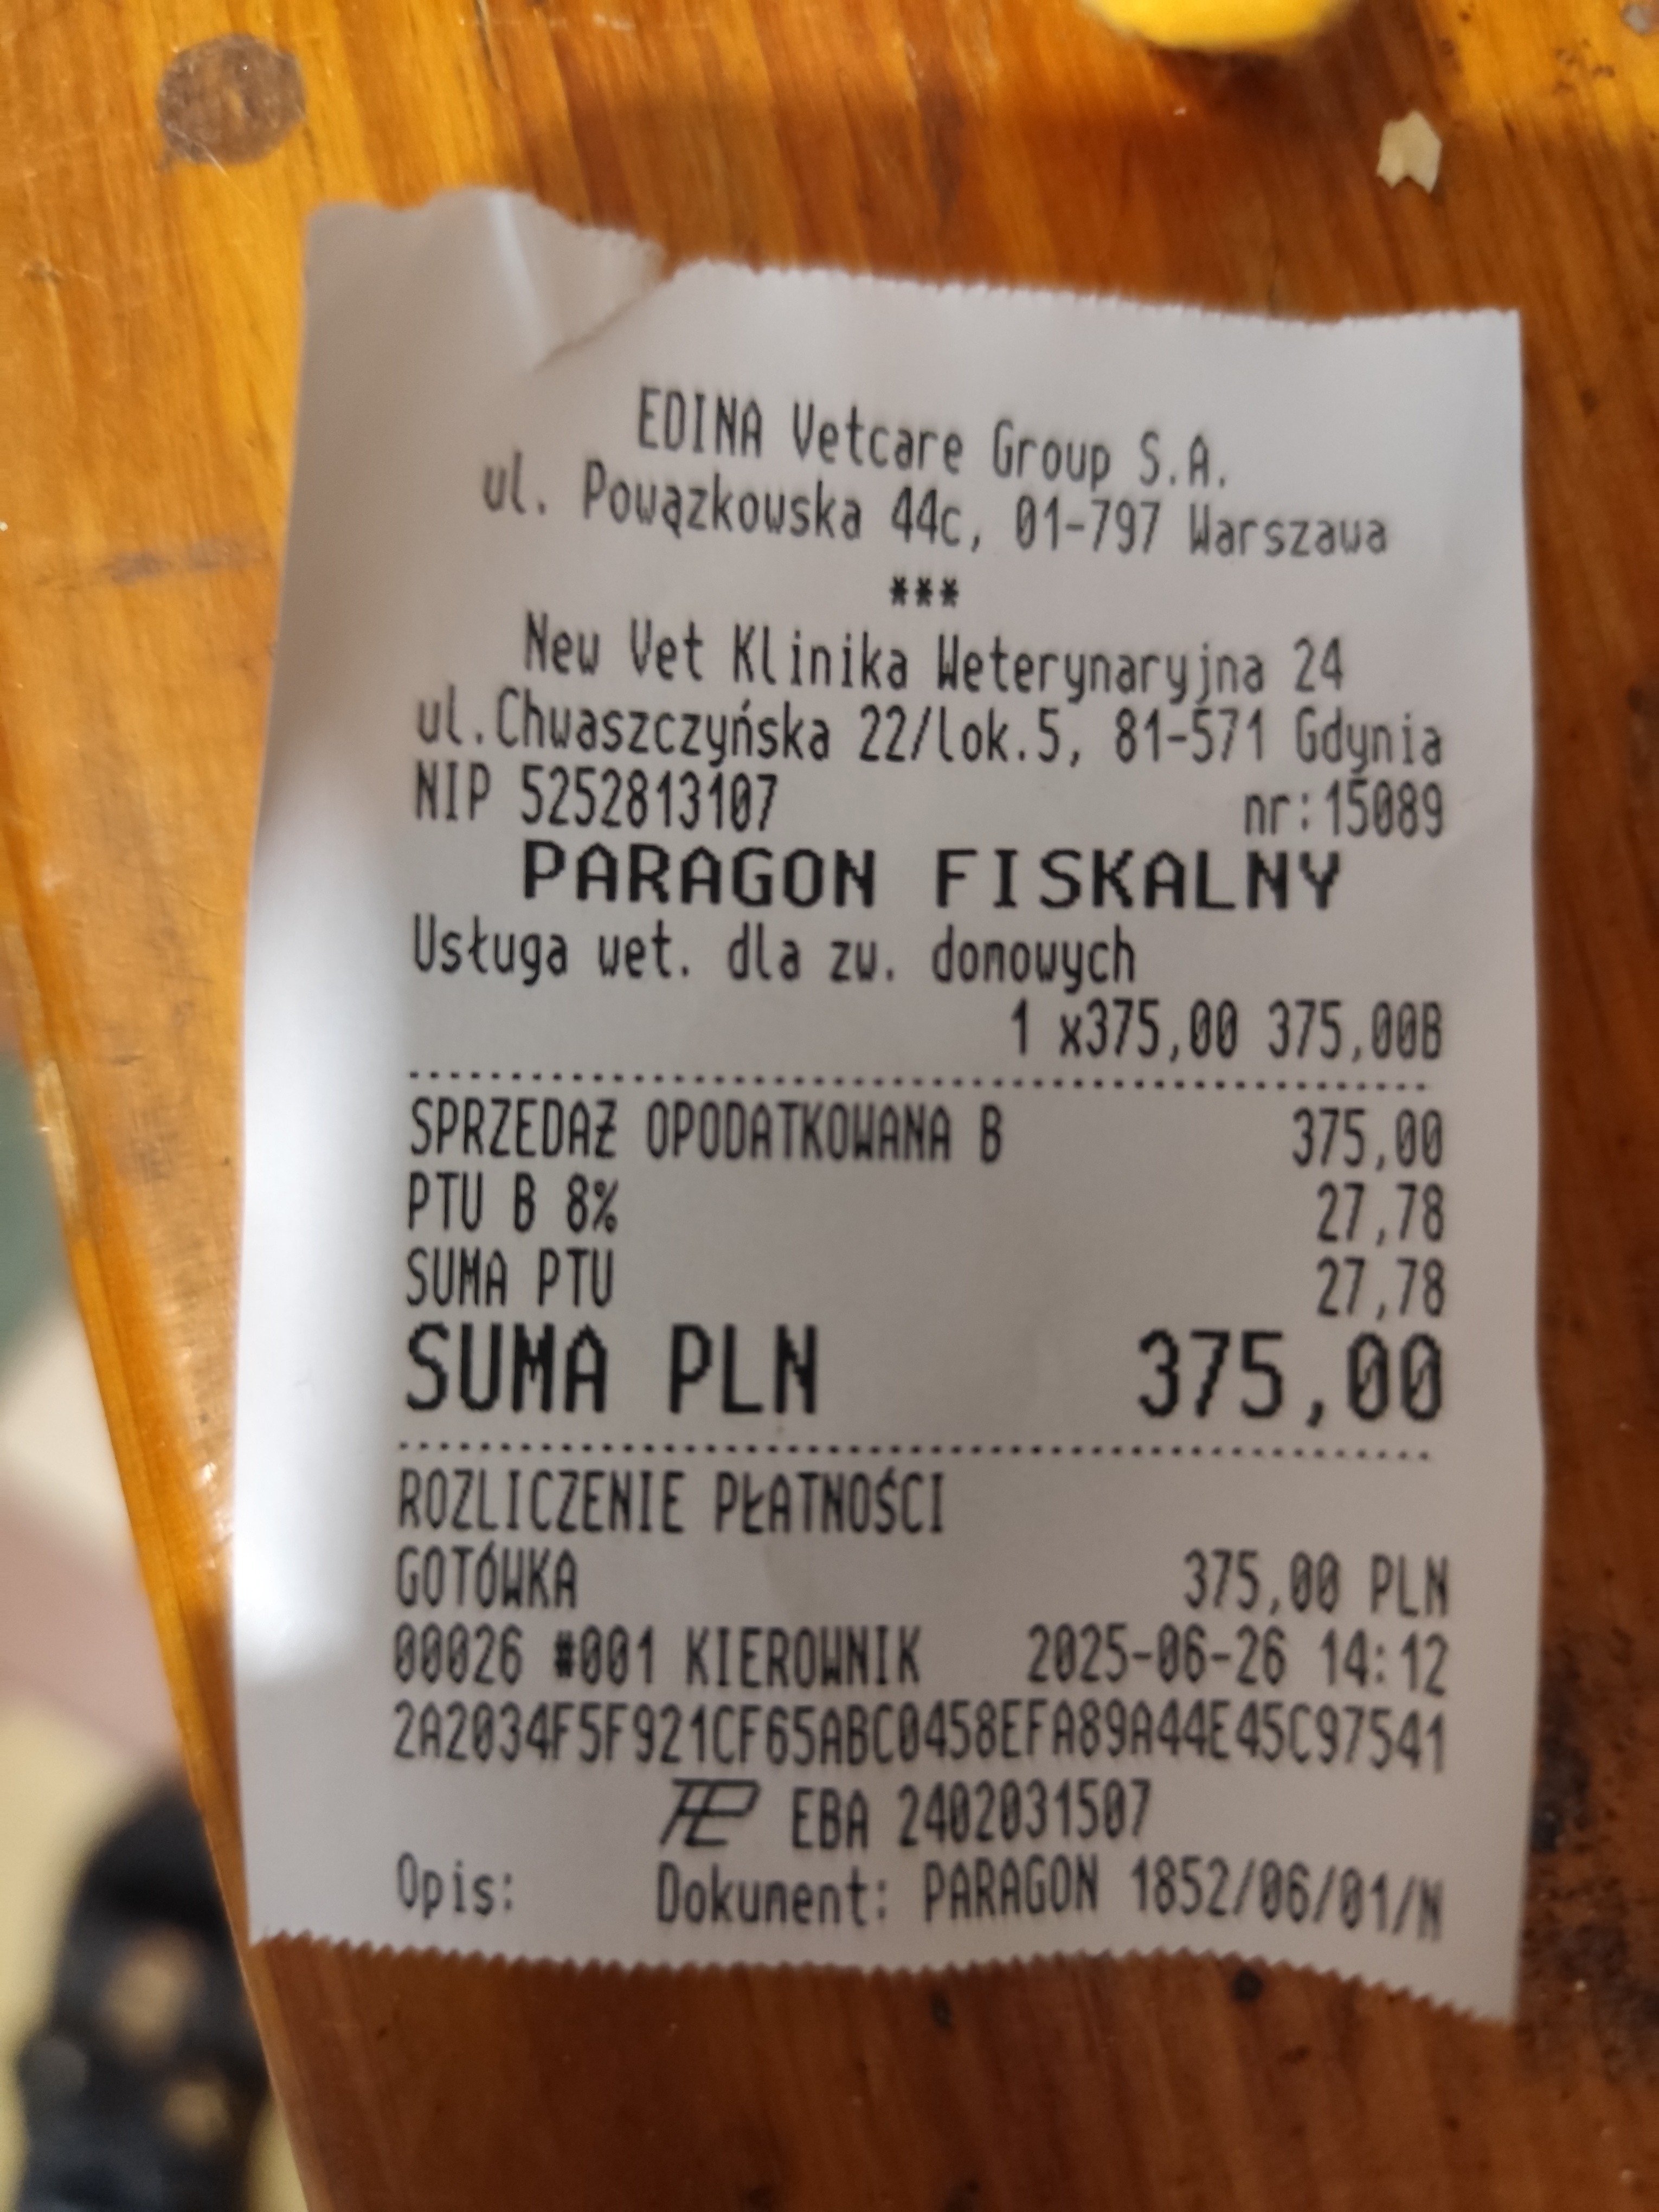 EDINA Vetcare Group S.A.
ul. Powązkowska 44c, 01-797 Warszawa
***
New Vet Klinika Weterynaryjna 24
ul.Chwaszczyńska 22/lok.5, 81-571 Gdynia
NIP 5252813107 nr:15089
PARAGON FISKALNY
Usługa wet. dla zw. domowych
1 x375,00 375,00B
SPRZEDAŻ OPODATKOWANA B 375,00
PTU B 8% 27,78
SUMA PTU 27,78
SUMA PLN 375,00
ROZLICZENIE PŁATNOŚCI
GOTÓWKA 375,00 PLN
00026 #001 KIEROWNIK 2025-06-26 14:12
2A2034F5F921CF65ABC0458EFA89A44E45C97541
EBA 2402031507
Opis: Dokument: PARAGON 1852/06/01/N